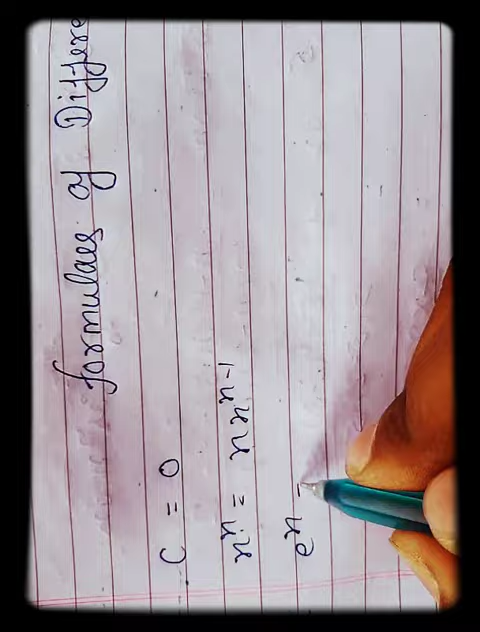 formulaes of Differe
C = 0
xⁿ = nxⁿ⁻¹
eˣ -